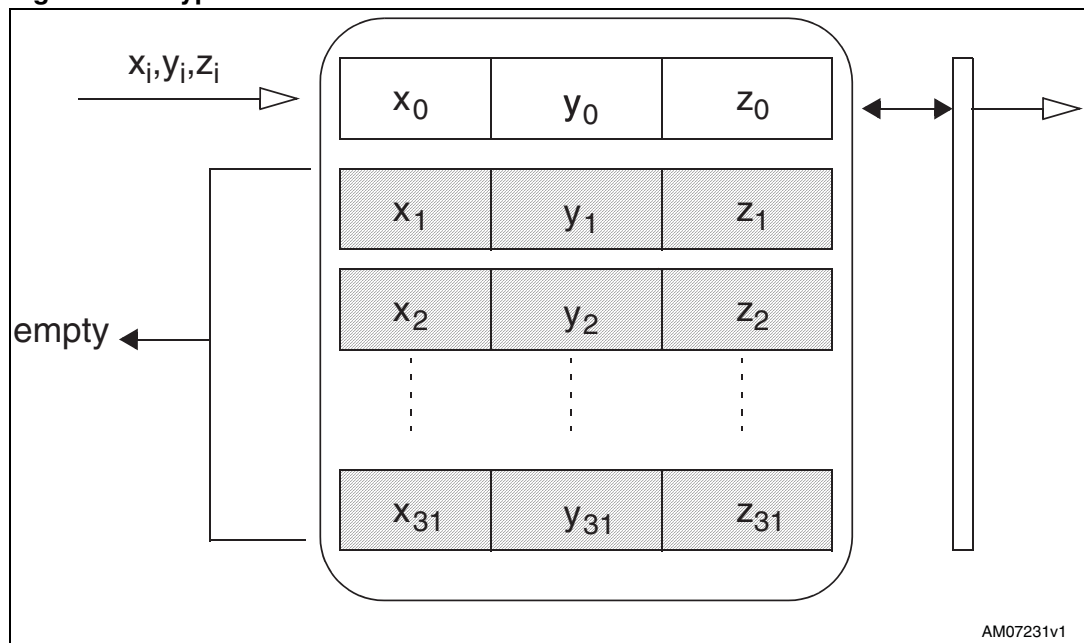 xᵢ,yᵢ,zᵢ
x₀ y₀ z₀
x₁ y₁ z₁
x₂ y₂ z₂
empty
x₃₁ y₃₁ z₃₁
AM07231v1